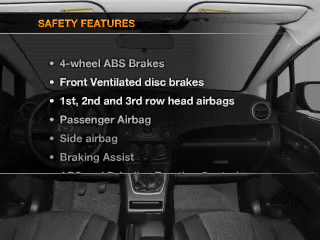 SAFETY FEATURES
• 4-wheel ABS Brakes
• Front Ventilated disc brakes
• 1st, 2nd and 3rd row head airbags
• Passenger Airbag
• Side airbag
• Braking Assist